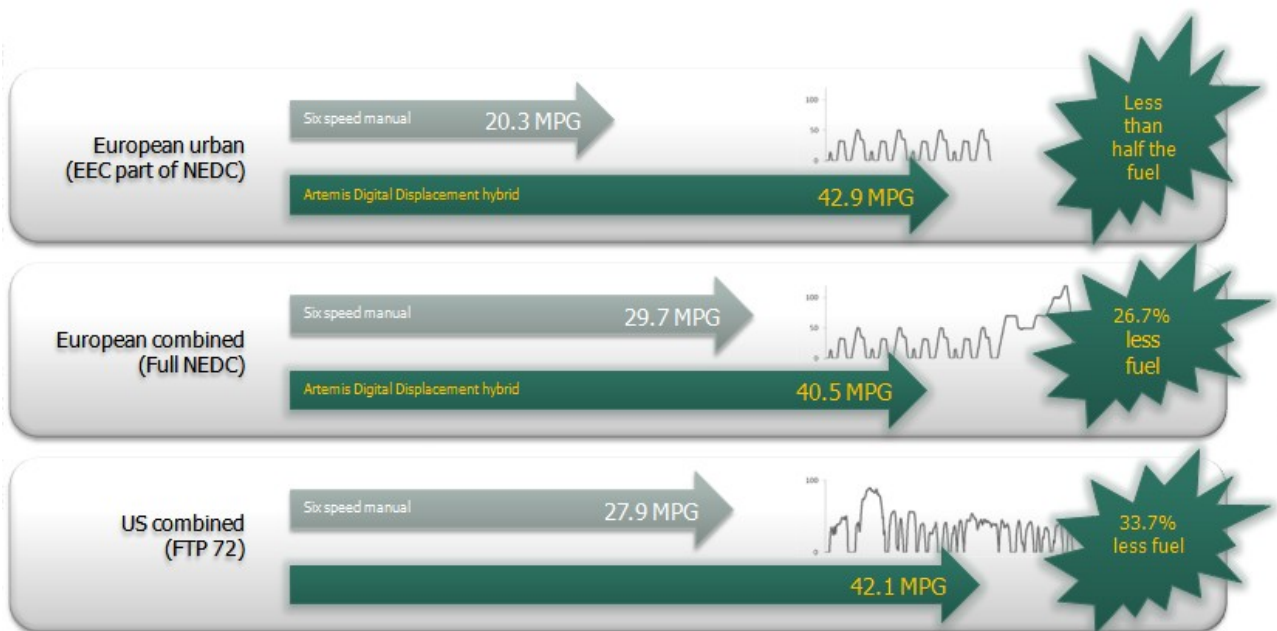 European urban
(EEC part of NEDC)
Six speed manual
20.3 MPG
Artemis Digital Displacement hybrid
42.9 MPG
100
50
0
Less
than
half the
fuel
European combined
(Full NEDC)
Six speed manual
29.7 MPG
Artemis Digital Displacement hybrid
40.5 MPG
100
50
0
26.7%
less
fuel
US combined
(FTP 72)
Six speed manual
27.9 MPG
42.1 MPG
100
0
33.7%
less fuel